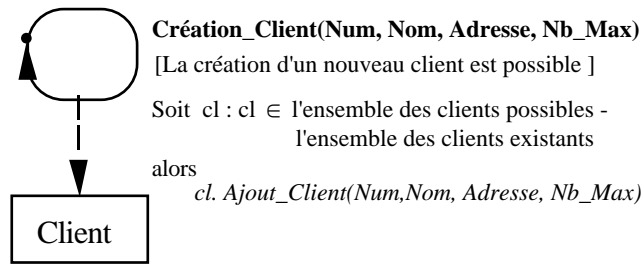 Création_Client(Num, Nom, Adresse, Nb_Max)
[La création d'un nouveau client est possible ]
Soit cl : cl ∈ l'ensemble des clients possibles -
l'ensemble des clients existants
alors
cl. Ajout_Client(Num,Nom, Adresse, Nb_Max)
Client